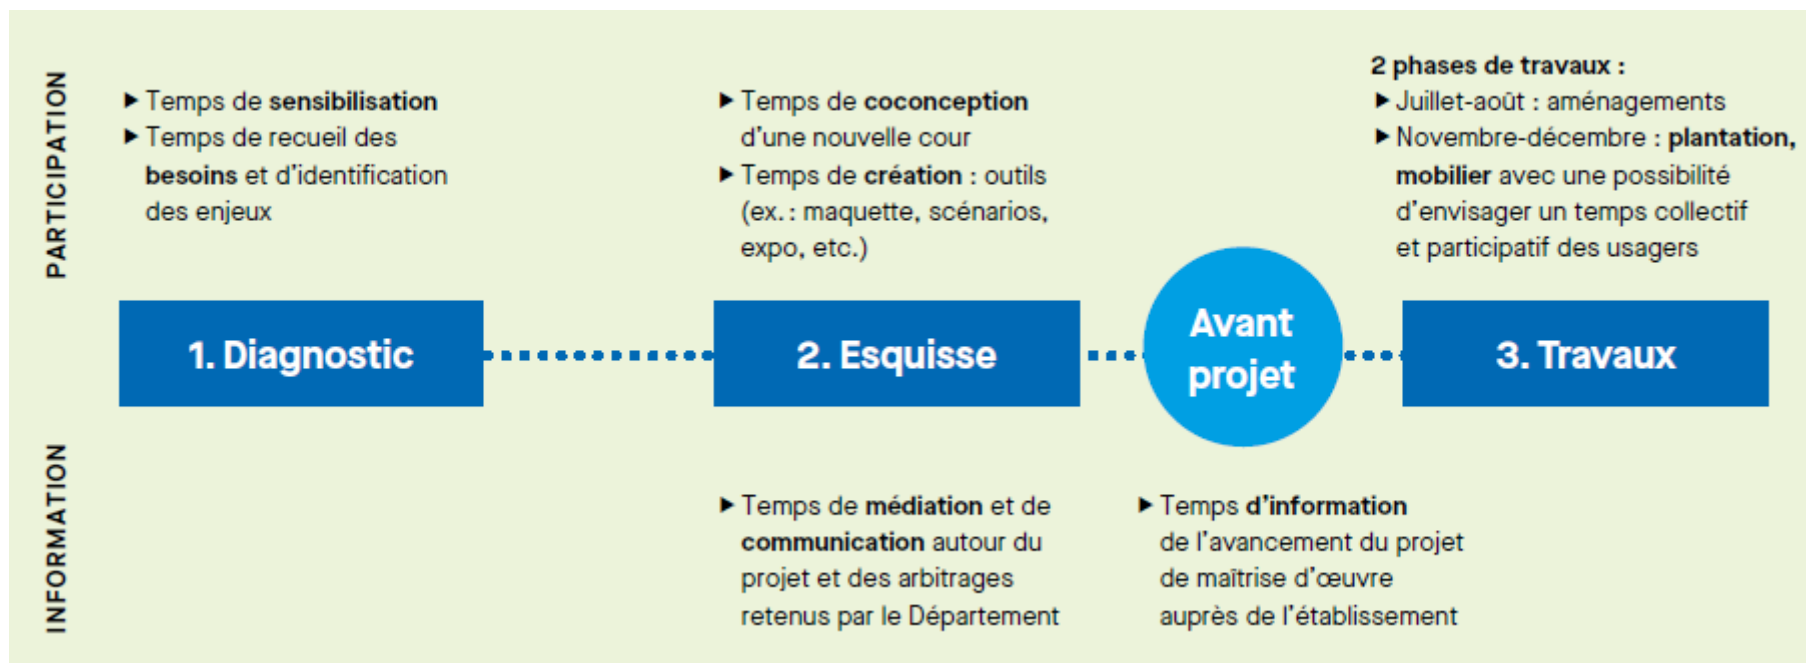 PARTICIPATION
▶ Temps de sensibilisation
▶ Temps de recueil des
besoins et d'identification
des enjeux
▶ Temps de coconception
d'une nouvelle cour
▶ Temps de création : outils
(ex. : maquette, scénarios,
expo, etc.)
2 phases de travaux :
▶ Juillet-août : aménagements
▶ Novembre-décembre : plantation,
mobilier avec une possibilité
d'envisager un temps collectif
et participatif des usagers
1. Diagnostic
2. Esquisse
Avant
projet
3. Travaux
INFORMATION
▶ Temps de médiation et de
communication autour du
projet et des arbitrages
retenus par le Département
▶ Temps d'information
de l'avancement du projet
de maîtrise d'œuvre
auprès de l'établissement